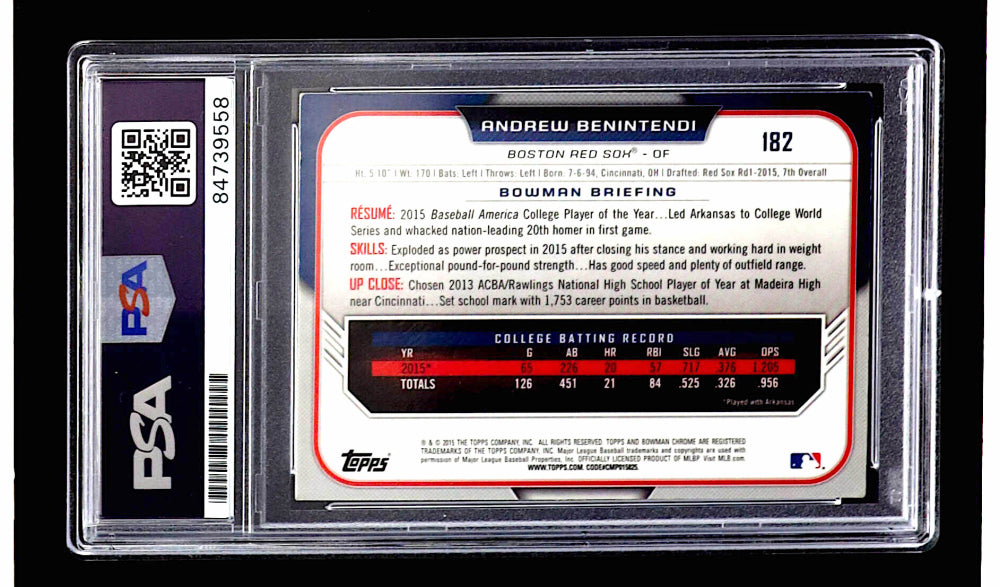 84739558
PSA
PSA
ANDREW BENINTENDI
182
BOSTON RED SOX® - OF
Ht. 5'10" | Wt. 170 | Bats: Left | Throws: Left | Born: 7-6-94, Cincinnati, OH | Drafted: Red Sox Rd1-2015, 7th Overall
BOWMAN BRIEFING
RÉSUMÉ: 2015 Baseball America College Player of the Year...Led Arkansas to College World
Series and whacked nation-leading 20th homer in first game.
SKILLS: Exploded as power prospect in 2015 after closing his stance and working hard in weight
room...Exceptional pound-for-pound strength...Has good speed and plenty of outfield range.
UP CLOSE: Chosen 2013 ACBA/Rawlings National High School Player of Year at Madeira High
near Cincinnati...Set school mark with 1,753 career points in basketball.
COLLEGE BATTING RECORD
YR G AB HR RBI SLG AVG OPS
2015* 65 226 20 57 .717 .376 1.205
TOTALS 126 451 21 84 .525 .326 .956
*Played with Arkansas
® & © 2015 THE TOPPS COMPANY, INC. ALL RIGHTS RESERVED. TOPPS AND BOWMAN CHROME ARE REGISTERED
TRADEMARKS OF THE TOPPS COMPANY, INC. Major League Baseball trademarks and copyrights are used with
permission of Major League Baseball Properties, Inc. OFFICIALLY LICENSED PRODUCT OF MLBP Visit MLB.com
WWW.TOPPS.COM. CODE#CMP015825
Topps